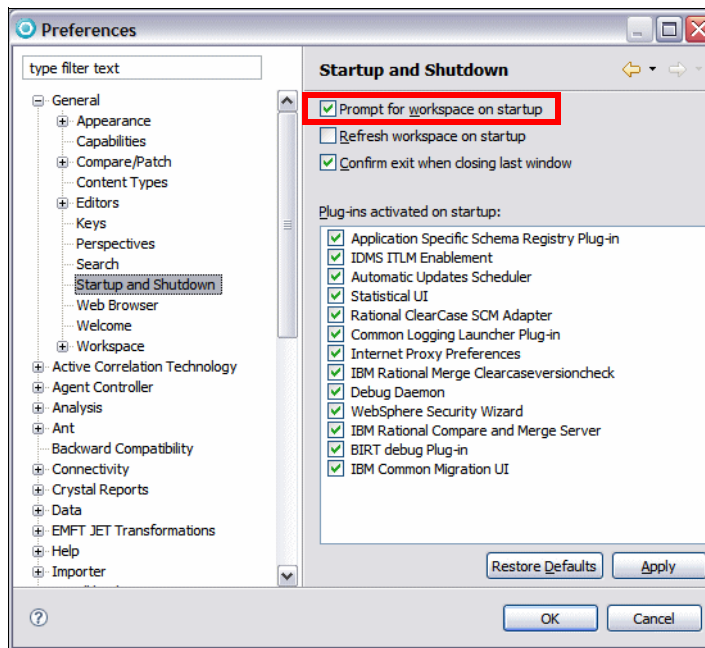 Preferences
type filter text
General
Appearance
Capabilities
Compare/Patch
Content Types
Editors
Keys
Perspectives
Search
Startup and Shutdown
Web Browser
Welcome
Workspace
Active Correlation Technology
Agent Controller
Analysis
Ant
Backward Compatibility
Connectivity
Crystal Reports
Data
EMFT JET Transformations
Help
Importer
Startup and Shutdown
Prompt for workspace on startup
Refresh workspace on startup
Confirm exit when closing last window
Plug-ins activated on startup:
Application Specific Schema Registry Plug-in
IDMS ITLM Enablement
Automatic Updates Scheduler
Statistical UI
Rational ClearCase SCM Adapter
Common Logging Launcher Plug-in
Internet Proxy Preferences
IBM Rational Merge Clearcaseversioncheck
Debug Daemon
WebSphere Security Wizard
IBM Rational Compare and Merge Server
BIRT debug Plug-in
IBM Common Migration UI
Restore Defaults
Apply
OK
Cancel